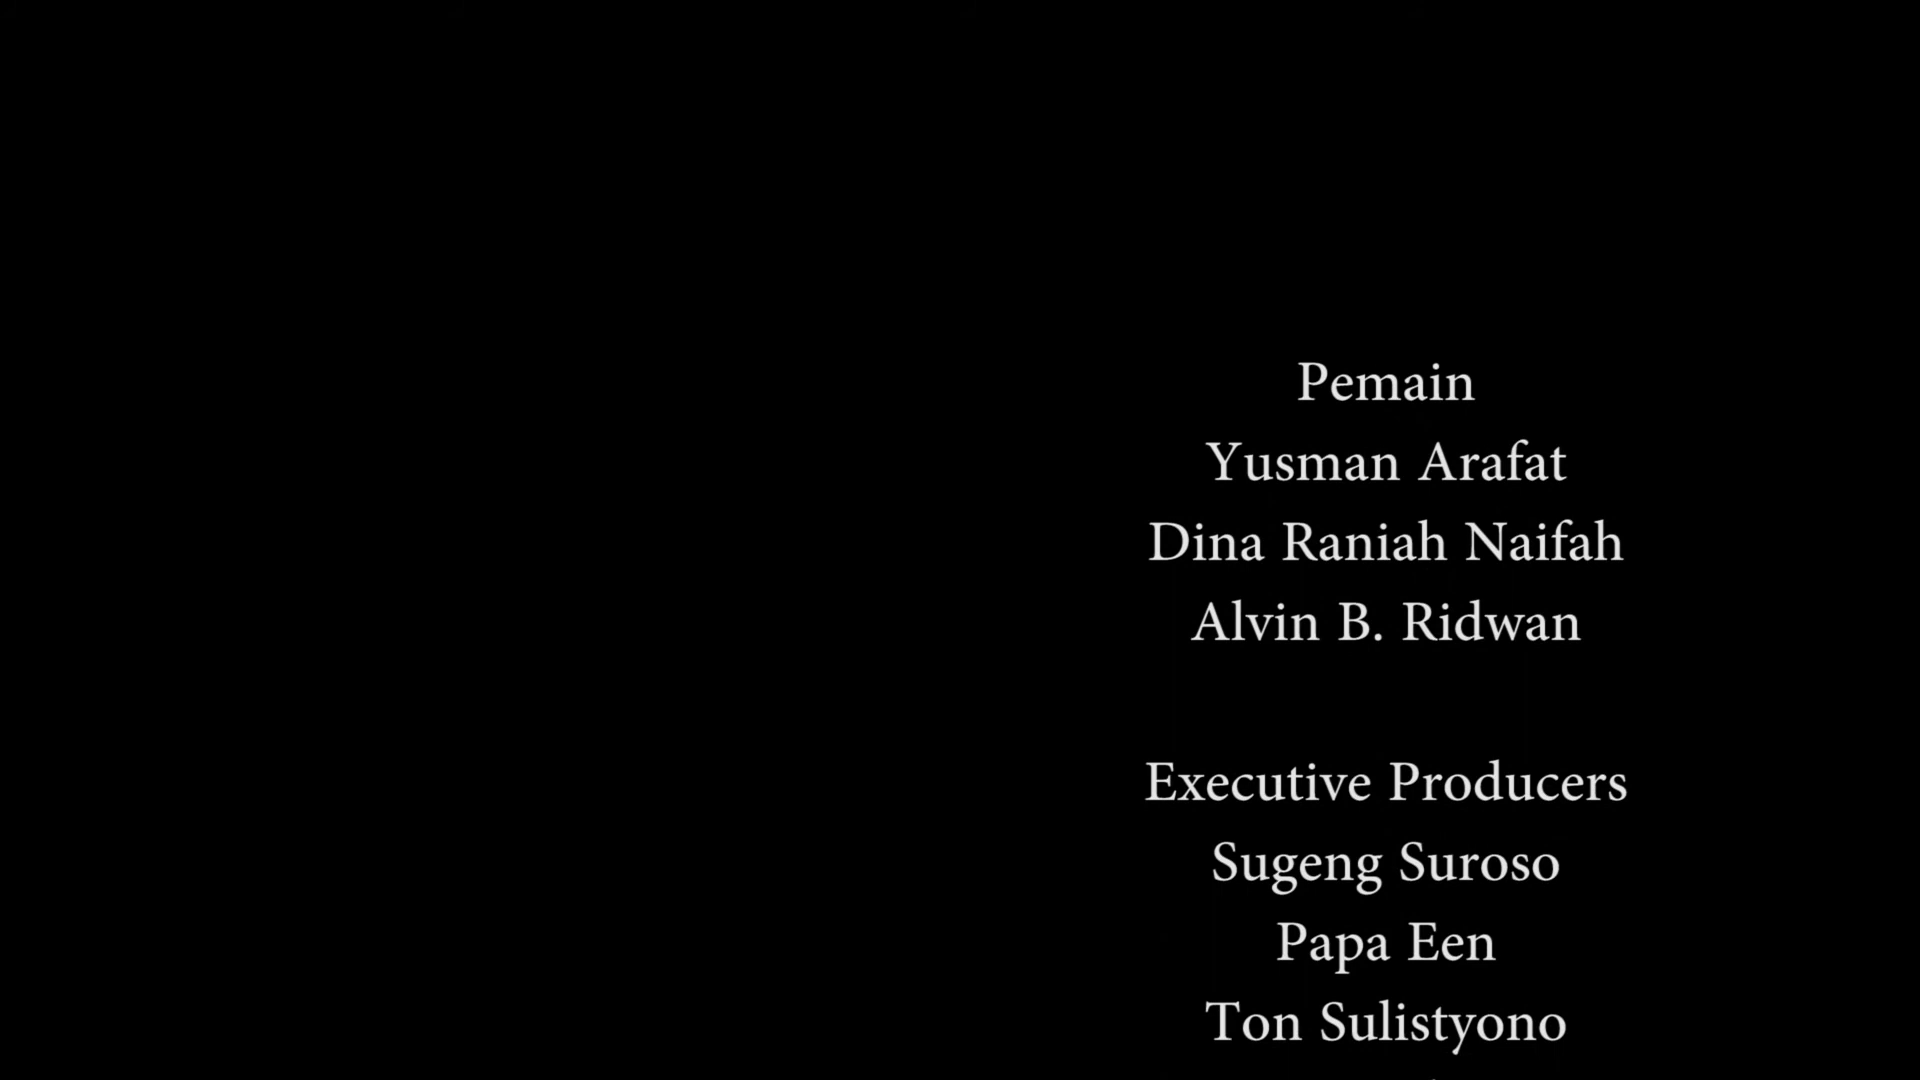 Pemain
Yusman Arafat
Dina Raniah Naifah
Alvin B. Ridwan
Executive Producers
Sugeng Suroso
Papa Een
Ton Sulistyono